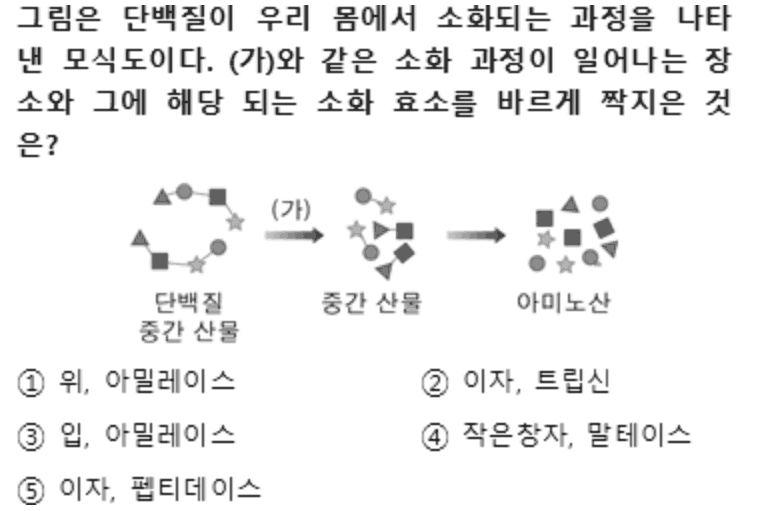 그림은 단백질이 우리 몸에서 소화되는 과정을 나타
낸 모식도이다. (가)와 같은 소화 과정이 일어나는 장
소와 그에 해당 되는 소화 효소를 바르게 짝지은 것
은?
(가)
단백질
중간 산물
중간 산물
아미노산
① 위, 아밀레이스
② 이자, 트립신
③ 입, 아밀레이스
④ 작은창자, 말테이스
⑤ 이자, 펩티데이스